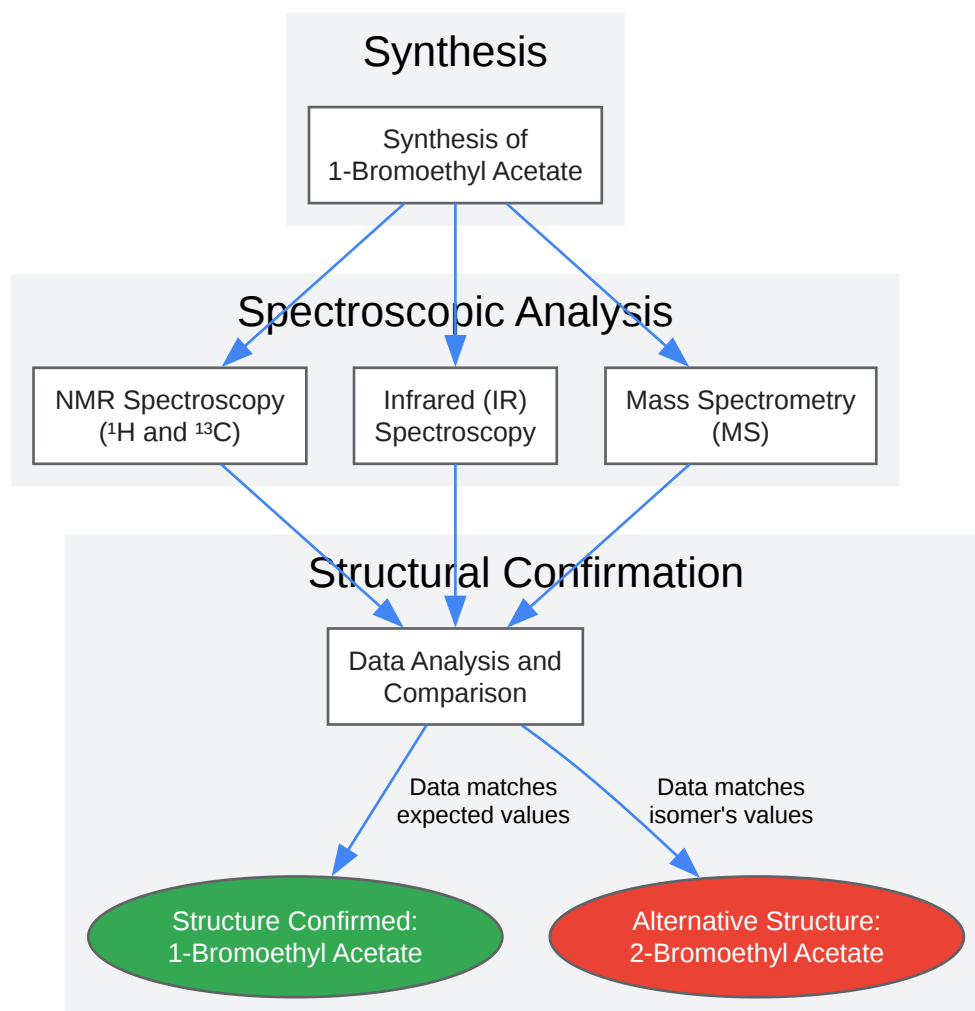 Synthesis
Synthesis of
1-Bromoethyl Acetate
Spectroscopic Analysis
NMR Spectroscopy
(¹H and ¹³C)
Infrared (IR)
Spectroscopy
Mass Spectrometry
(MS)
Structural Confirmation
Data Analysis and
Comparison
Data matches
expected values
Data matches
isomer's values
Structure Confirmed:
1-Bromoethyl Acetate
Alternative Structure:
2-Bromoethyl Acetate